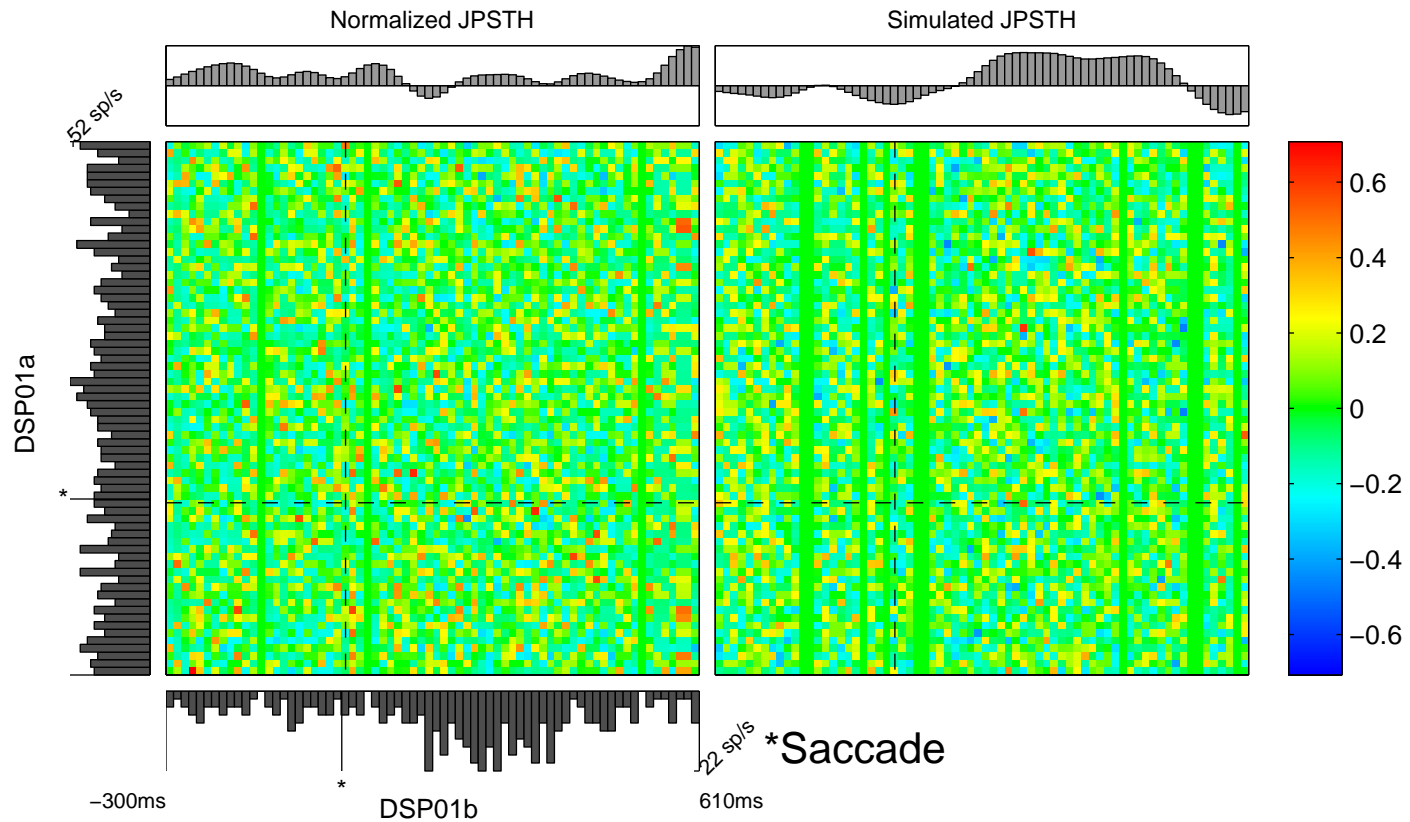 Normalized JPSTH
Simulated JPSTH
52 sp/s
DSP01a
*
0.6
0.4
0.2
0
−0.2
−0.4
−0.6
22 sp/s
*Saccade
*
−300ms
DSP01b
610ms